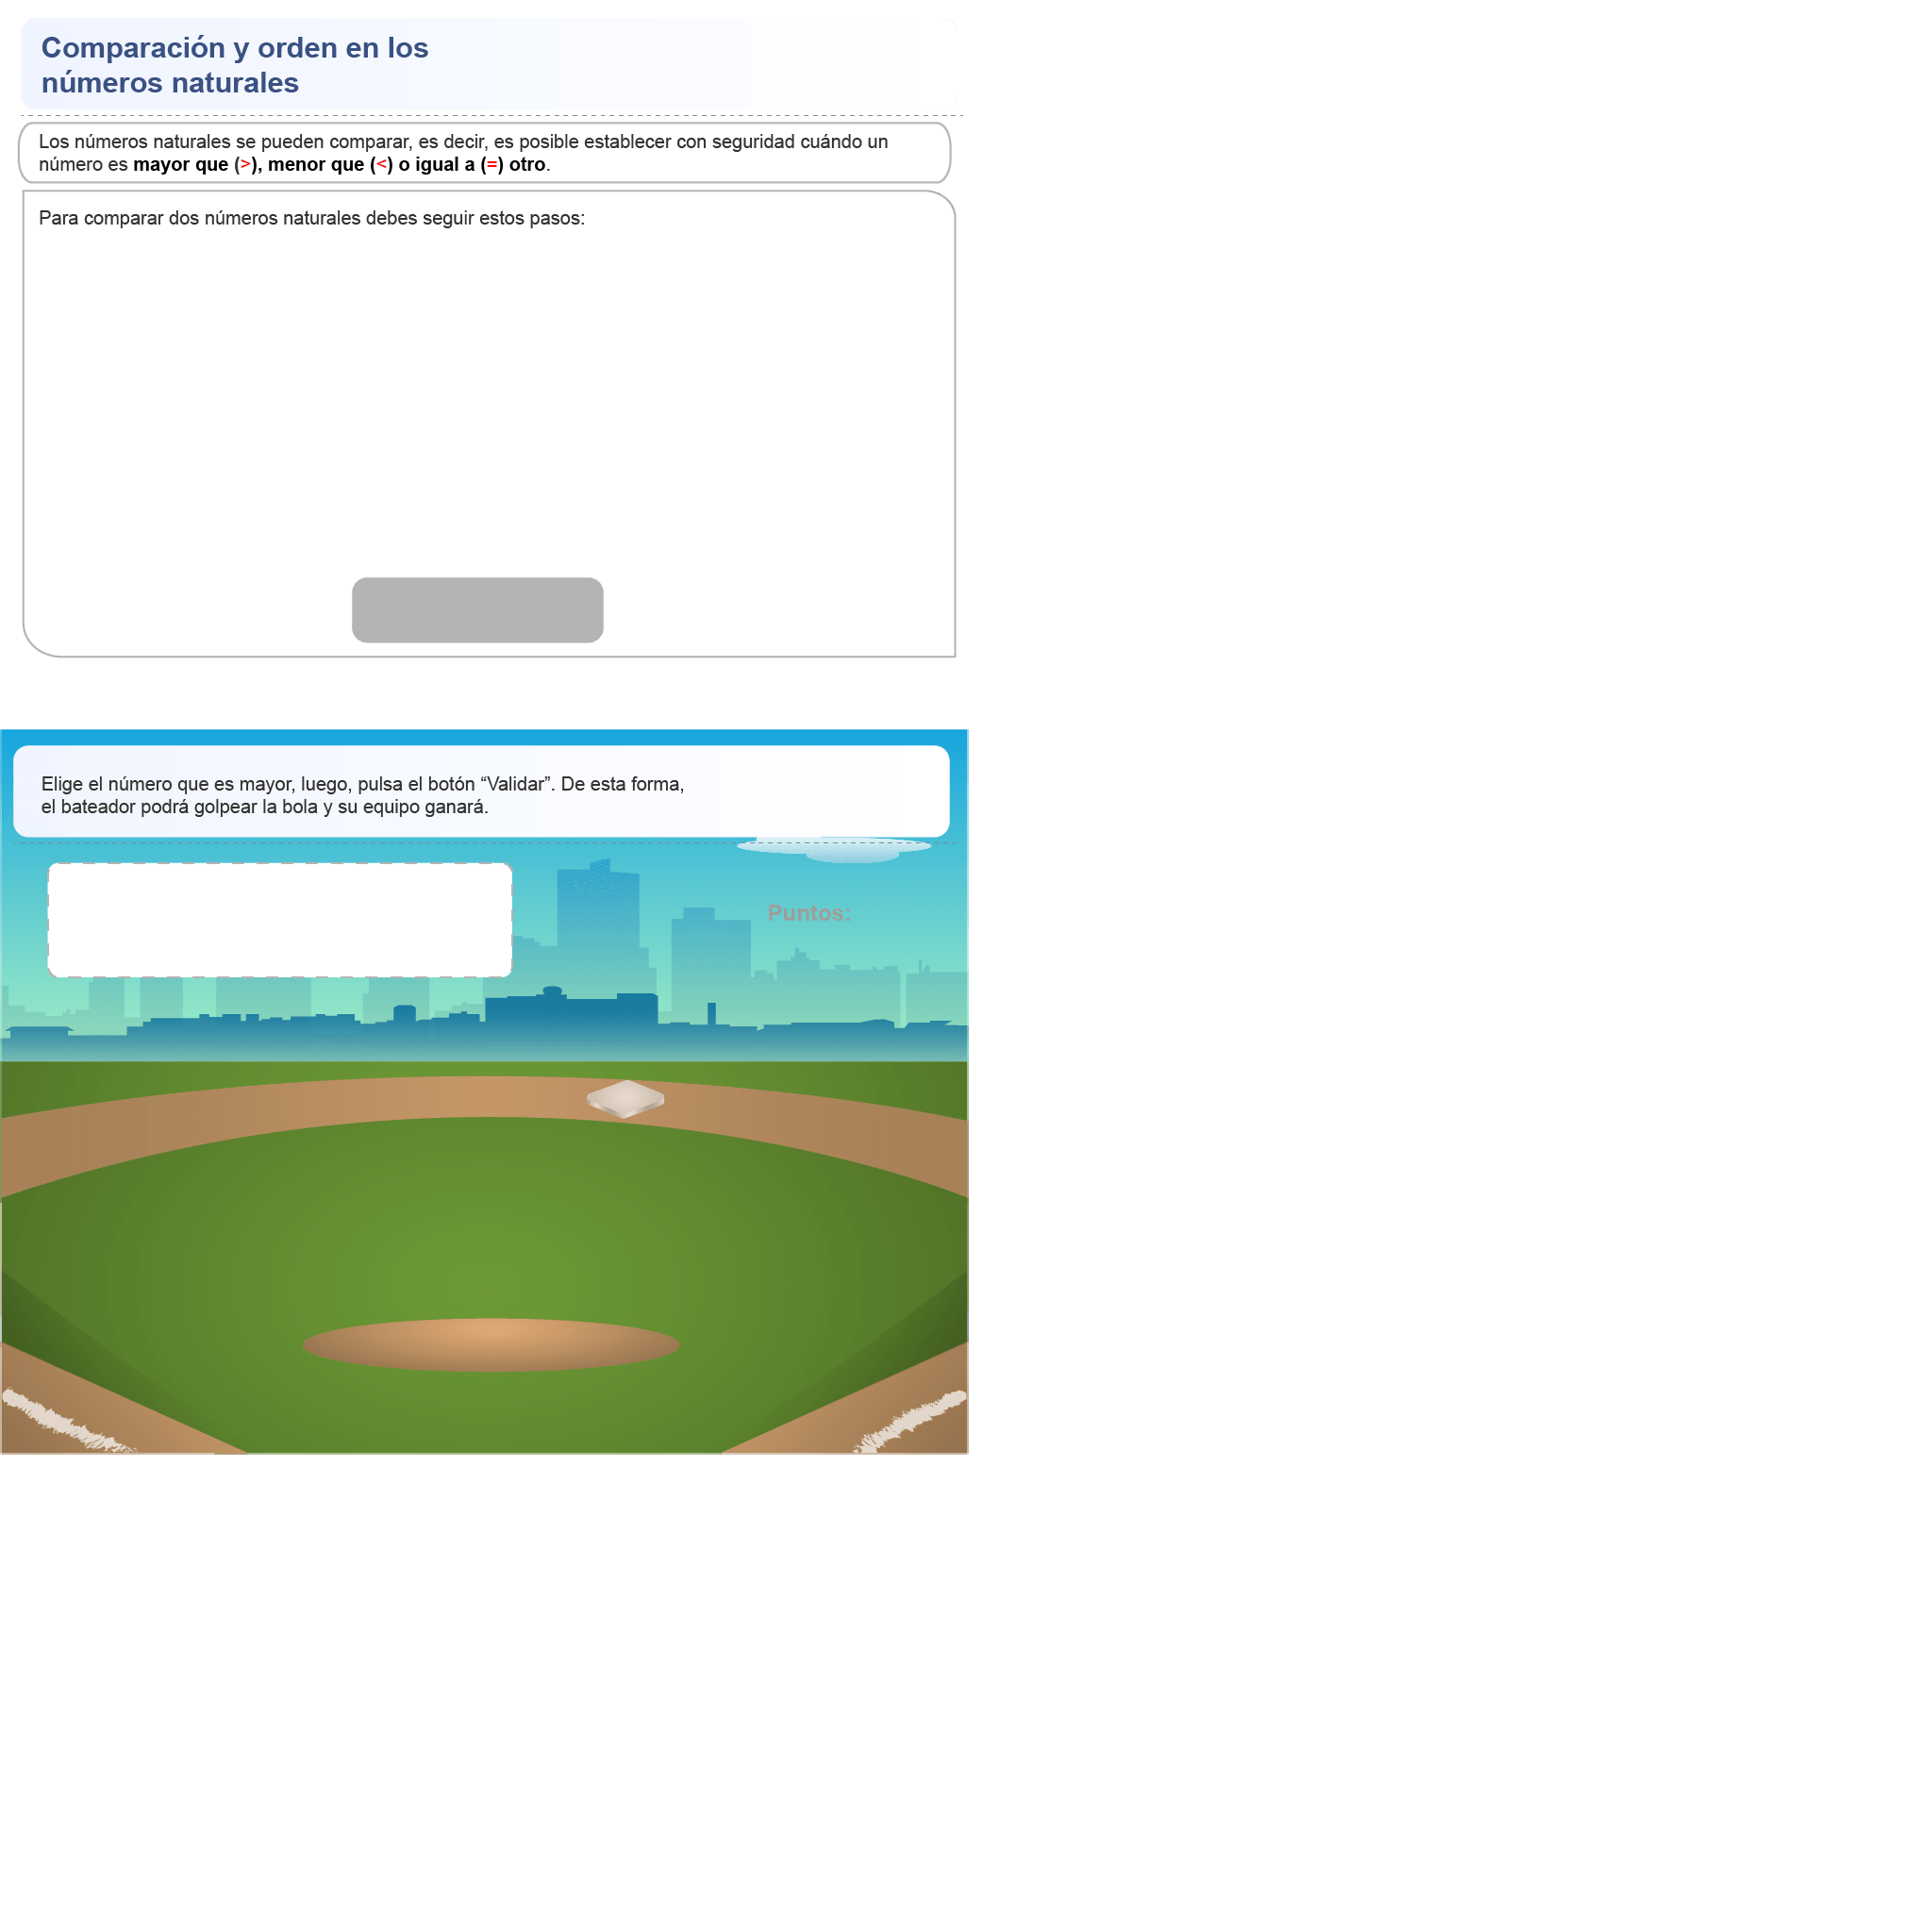 Comparación y orden en los
números naturales
Los números naturales se pueden comparar, es decir, es posible establecer con seguridad cuándo un
número es mayor que (>), menor que (<) o igual a (=) otro.
Para comparar dos números naturales debes seguir estos pasos:
Elige el número que es mayor, luego, pulsa el botón “Validar”. De esta forma,
el bateador podrá golpear la bola y su equipo ganará.
Puntos: